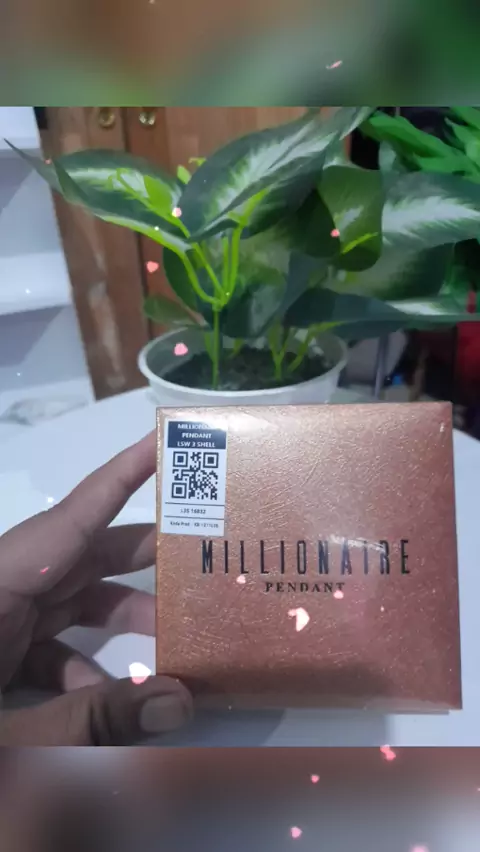 MILLIONAIRE
PENDANT
LSW 3 SHELL
MILLIONAIRE
PENDANT